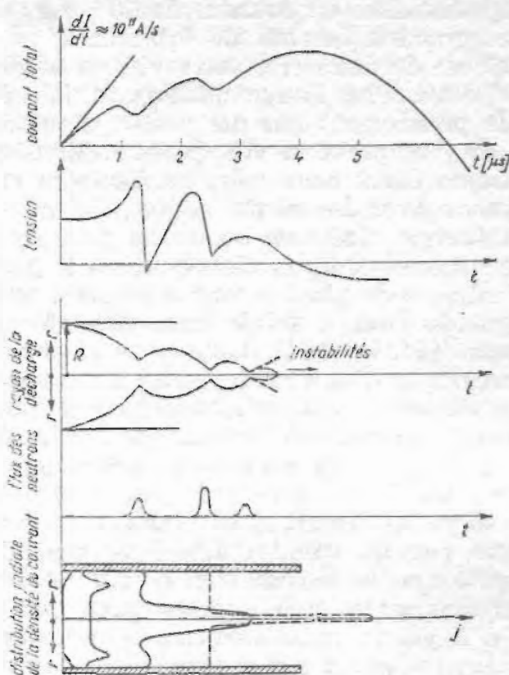 dI/dt ≈ 10¹¹ A/s
courant total
1 2 3 4 5
t [µs]
tension
t
rayon de la
décharge
r
R
r
instabilités
t
flux des
neutrons
t
distribution radiale
de la densité du courant
r
r
j